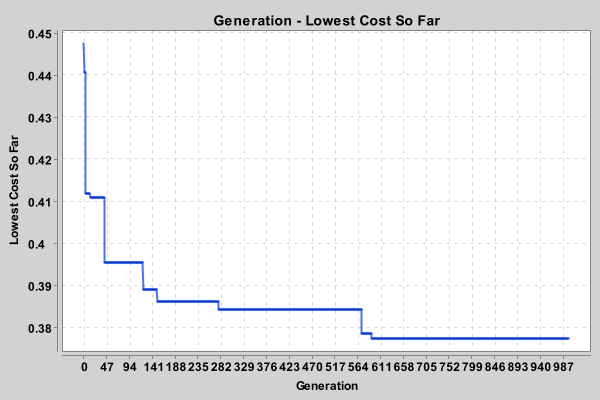 Generation - Lowest Cost So Far
0.45
0.44
0.43
0.42
0.41
0.4
0.39
0.38
Lowest Cost So Far
0 47 94 141 188 235 282 329 376 423 470 517 564 611 658 705 752 799 846 893 940 987
Generation